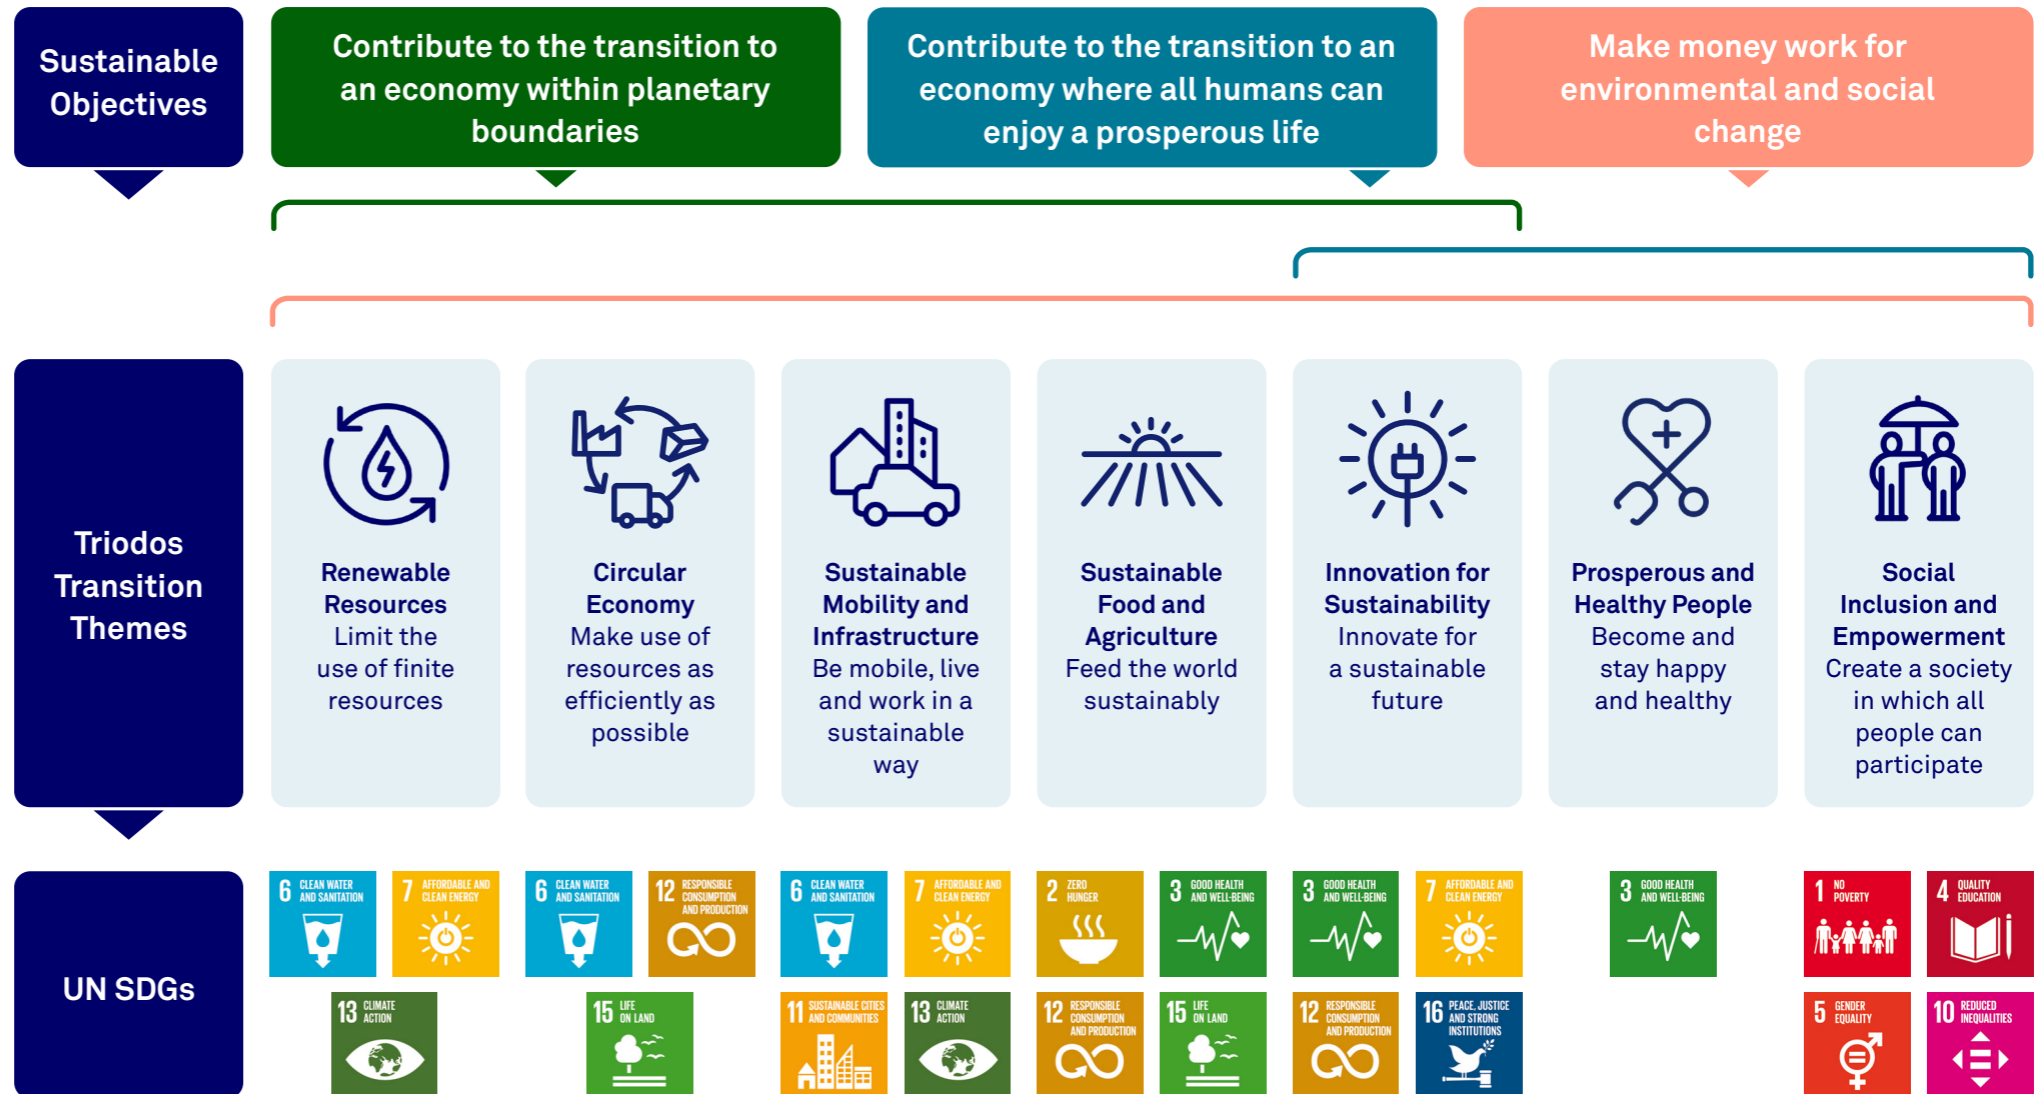 Sustainable
Objectives
Contribute to the transition to
an economy within planetary
boundaries
Contribute to the transition to an
economy where all humans can
enjoy a prosperous life
Make money work for
environmental and social
change
Triodos
Transition
Themes
Renewable
Resources
Limit the
use of finite
resources
Circular
Economy
Make use of
resources as
efficiently as
possible
Sustainable
Mobility and
Infrastructure
Be mobile, live
and work in a
sustainable
way
Sustainable
Food and
Agriculture
Feed the world
sustainably
Innovation for
Sustainability
Innovate for
a sustainable
future
Prosperous and
Healthy People
Become and
stay happy
and healthy
Social
Inclusion and
Empowerment
Create a society
in which all
people can
participate
UN SDGs
6 CLEAN WATER
AND SANITATION
7 AFFORDABLE AND
CLEAN ENERGY
13 CLIMATE
ACTION
6 CLEAN WATER
AND SANITATION
12 RESPONSIBLE
CONSUMPTION
AND PRODUCTION
15 LIFE
ON LAND
6 CLEAN WATER
AND SANITATION
7 AFFORDABLE AND
CLEAN ENERGY
11 SUSTAINABLE CITIES
AND COMMUNITIES
13 CLIMATE
ACTION
2 ZERO
HUNGER
3 GOOD HEALTH
AND WELL-BEING
12 RESPONSIBLE
CONSUMPTION
AND PRODUCTION
15 LIFE
ON LAND
3 GOOD HEALTH
AND WELL-BEING
7 AFFORDABLE AND
CLEAN ENERGY
12 RESPONSIBLE
CONSUMPTION
AND PRODUCTION
16 PEACE, JUSTICE
AND STRONG
INSTITUTIONS
3 GOOD HEALTH
AND WELL-BEING
1 NO
POVERTY
4 QUALITY
EDUCATION
5 GENDER
EQUALITY
10 REDUCED
INEQUALITIES